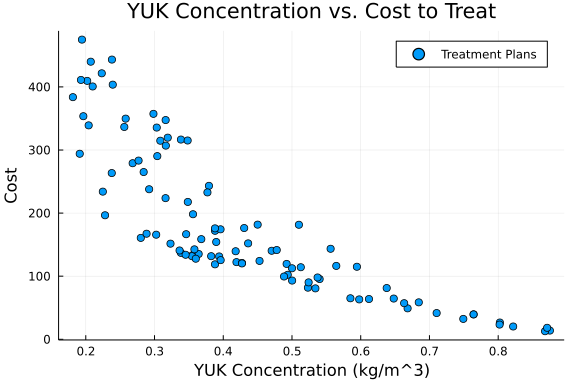 YUK Concentration vs. Cost to Treat
Treatment Plans
Cost
400
300
200
100
0
0.2 0.3 0.4 0.5 0.6 0.7 0.8
YUK Concentration (kg/m^3)